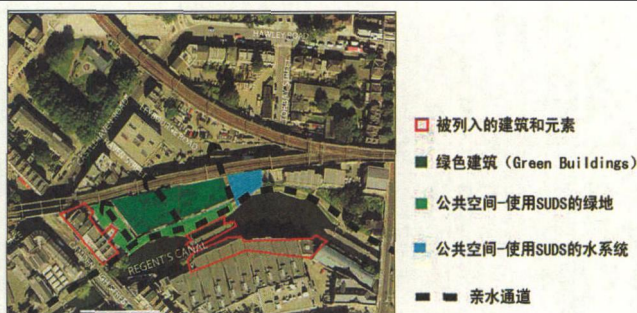 HAWLEY ROAD
REGENT'S CANAL
被列入的建筑和元素
绿色建筑（Green Buildings）
公共空间-使用SUDS的绿地
公共空间-使用SUDS的水系统
亲水通道